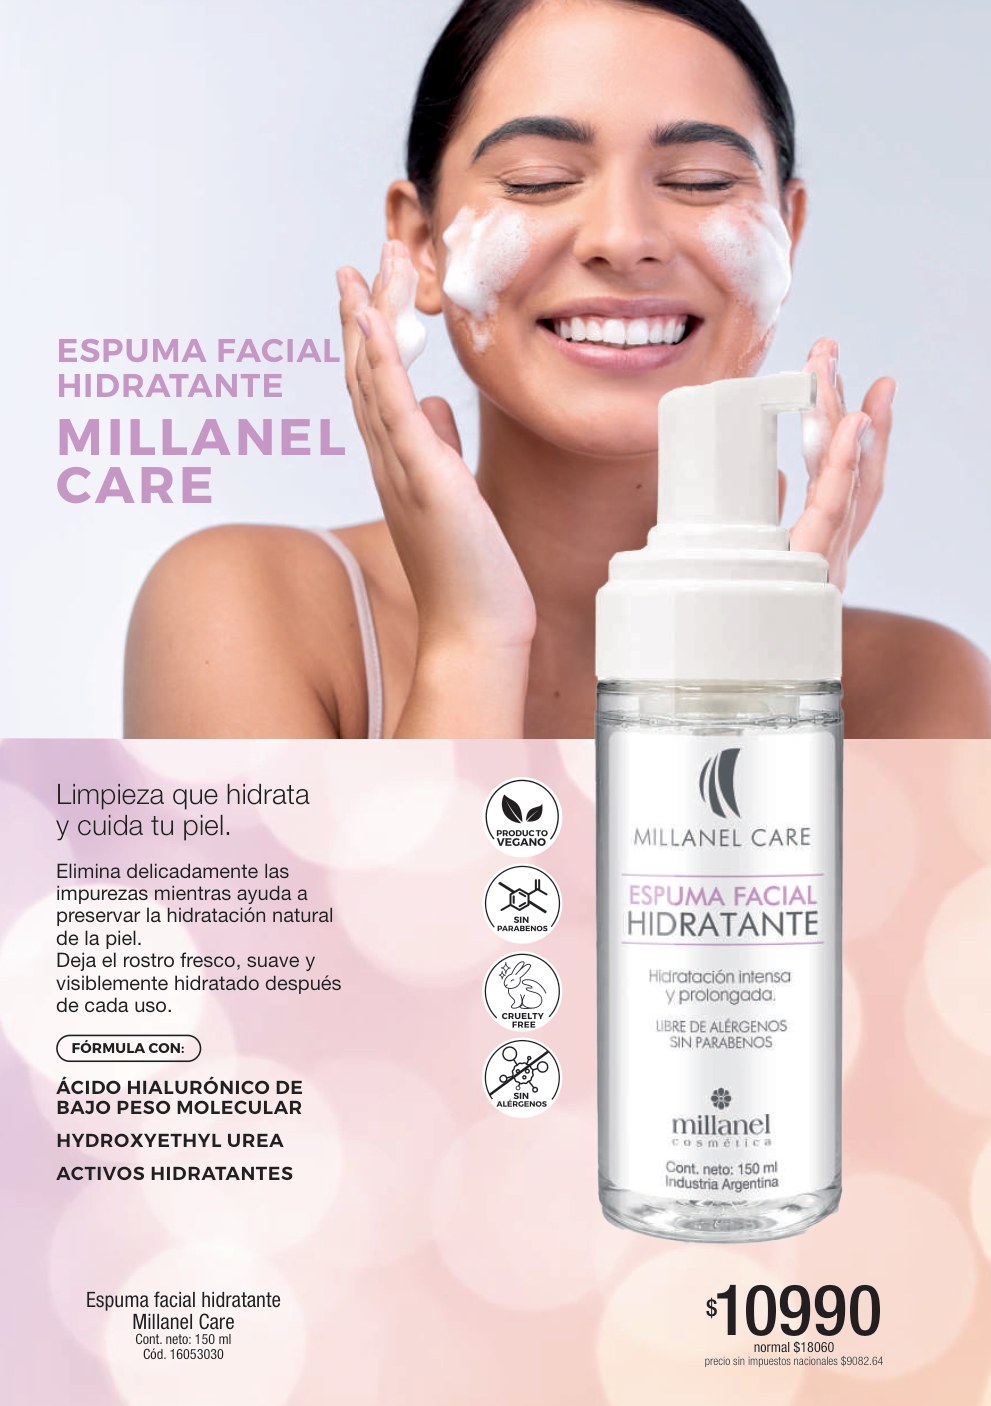 ESPUMA FACIAL
HIDRATANTE
MILLANEL
CARE
Limpieza que hidrata
y cuida tu piel.
Elimina delicadamente las
impurezas mientras ayuda a
preservar la hidratación natural
de la piel.
Deja el rostro fresco, suave y
visiblemente hidratado después
de cada uso.
FÓRMULA CON:
ÁCIDO HIALURÓNICO DE
BAJO PESO MOLECULAR
HYDROXYETHYL UREA
ACTIVOS HIDRATANTES
PRODUCTO
VEGANO
SIN
PARABENOS
CRUELTY
FREE
SIN
ALÉRGENOS
MILLANEL CARE
ESPUMA FACIAL
HIDRATANTE
Hidratación intensa
y prolongada.
LIBRE DE ALÉRGENOS
SIN PARABENOS
millanel
cosmética
Cont. neto: 150 ml
Industria Argentina
Espuma facial hidratante
Millanel Care
Cont. neto: 150 ml
Cód. 16053030
$10990
normal $18060
precio sin impuestos nacionales $9082.64